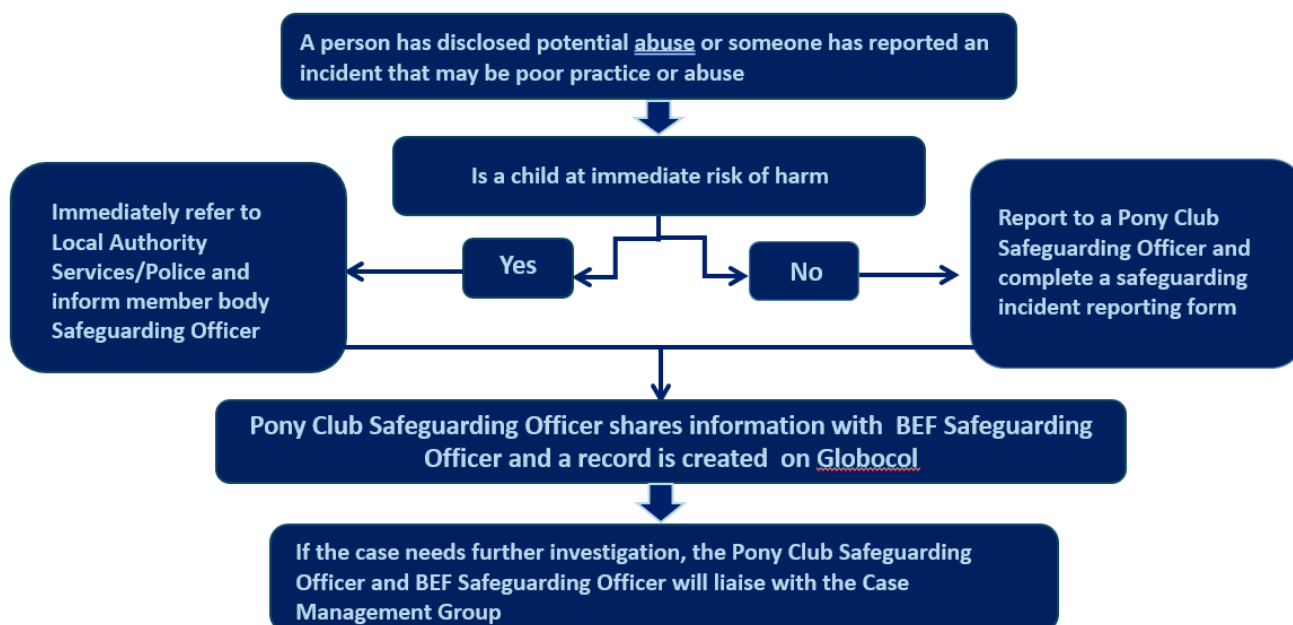 A person has disclosed potential abuse or someone has reported an
incident that may be poor practice or abuse
Is a child at immediate risk of harm
Immediately refer to
Local Authority
Services/Police and
inform member body
Safeguarding Officer
Yes
No
Report to a Pony Club
Safeguarding Officer and
complete a safeguarding
incident reporting form
Pony Club Safeguarding Officer shares information with BEF Safeguarding
Officer and a record is created on Globocol
If the case needs further investigation, the Pony Club Safeguarding
Officer and BEF Safeguarding Officer will liaise with the Case
Management Group